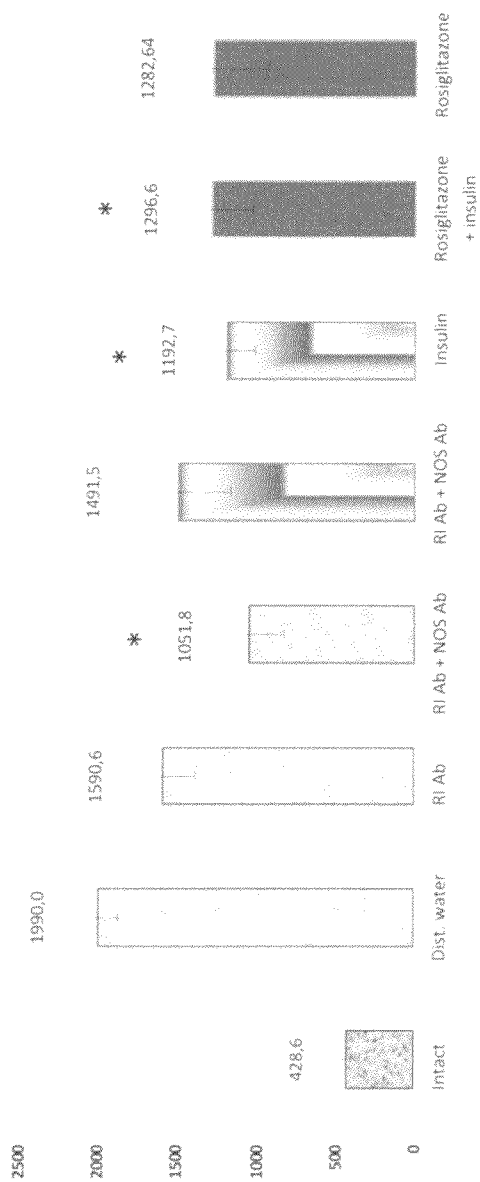 2500
2000
1500
1000
500
0
428,6
1990,0
1590,6
*
1051,8
1491,5
*
1192,7
*
1296,6
1282,64
Intact
Dist. water
RI Ab
RI Ab + NOS Ab
RI Ab + NOS Ab
Insulin
Rosiglitazone
+ insulin
Rosiglitazone